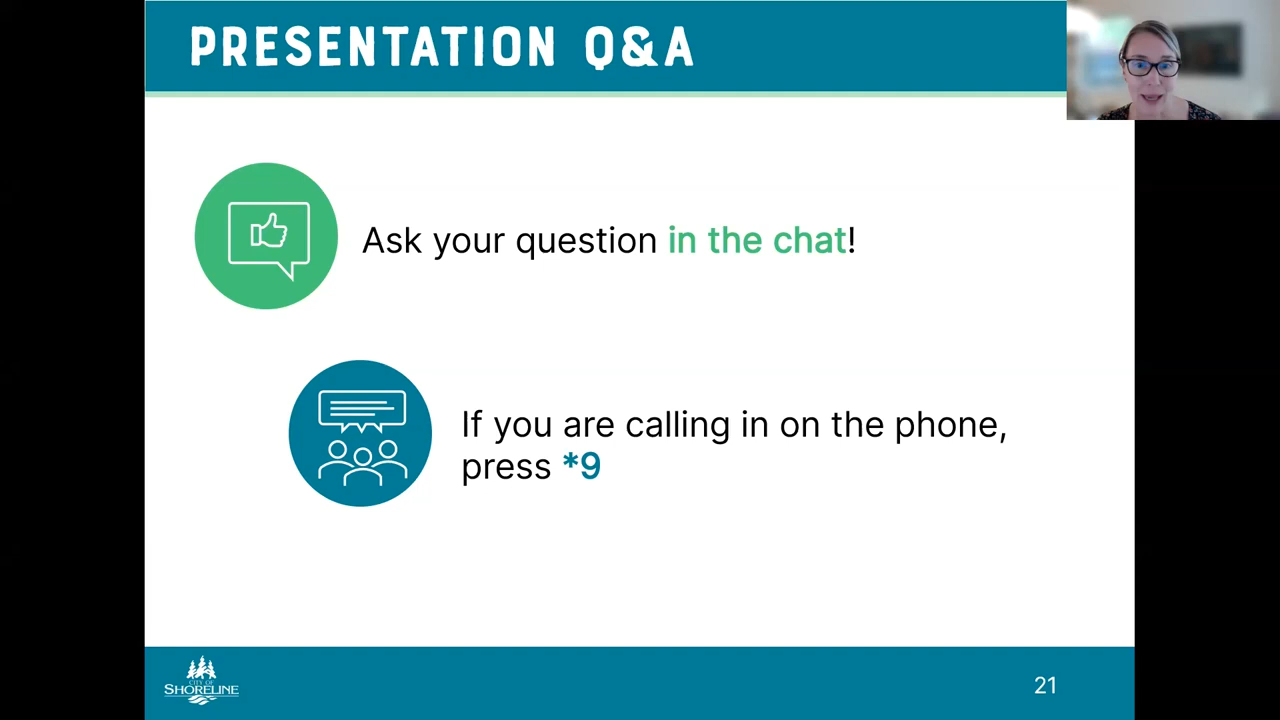 PRESENTATION Q&A
Ask your question in the chat!
If you are calling in on the phone,
press *9
CITY OF
SHORELINE
21